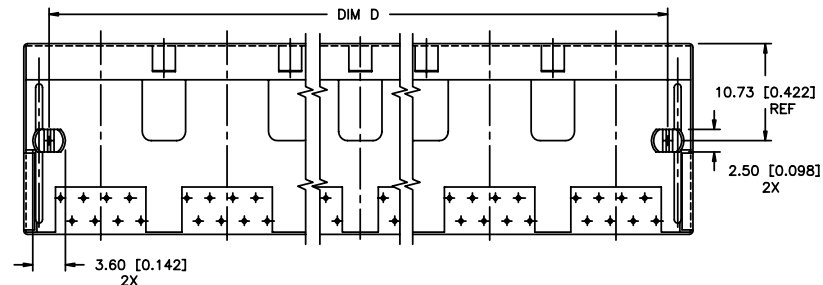 DIM D
10.73 [0.422]
REF
2.50 [0.098]
2X
3.60 [0.142]
2X